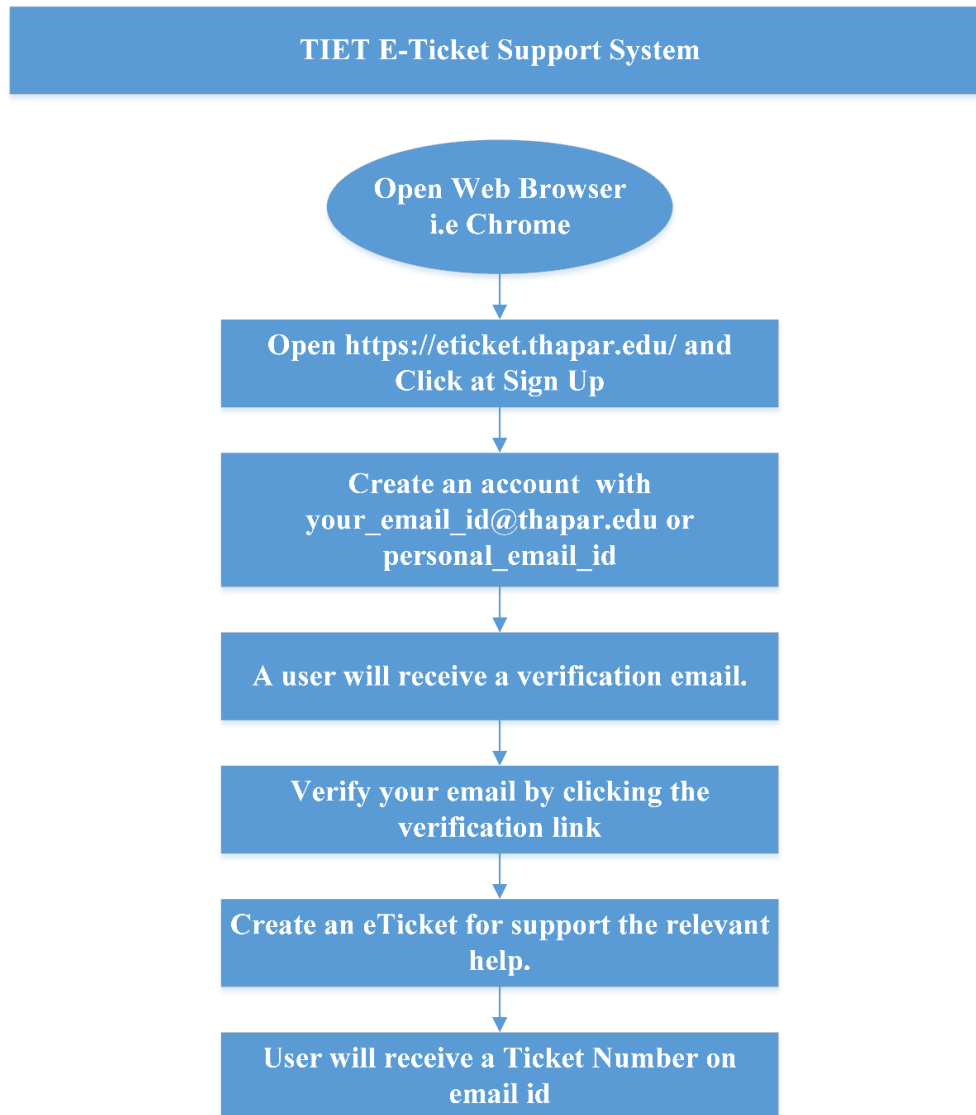 TIET E-Ticket Support System
Open Web Browser
i.e Chrome
Open https://eticket.thapar.edu/ and
Click at Sign Up
Create an account with
your_email_id@thapar.edu or
personal_email_id
A user will receive a verification email.
Verify your email by clicking the
verification link
Create an eTicket for support the relevant
help.
User will receive a Ticket Number on
email id